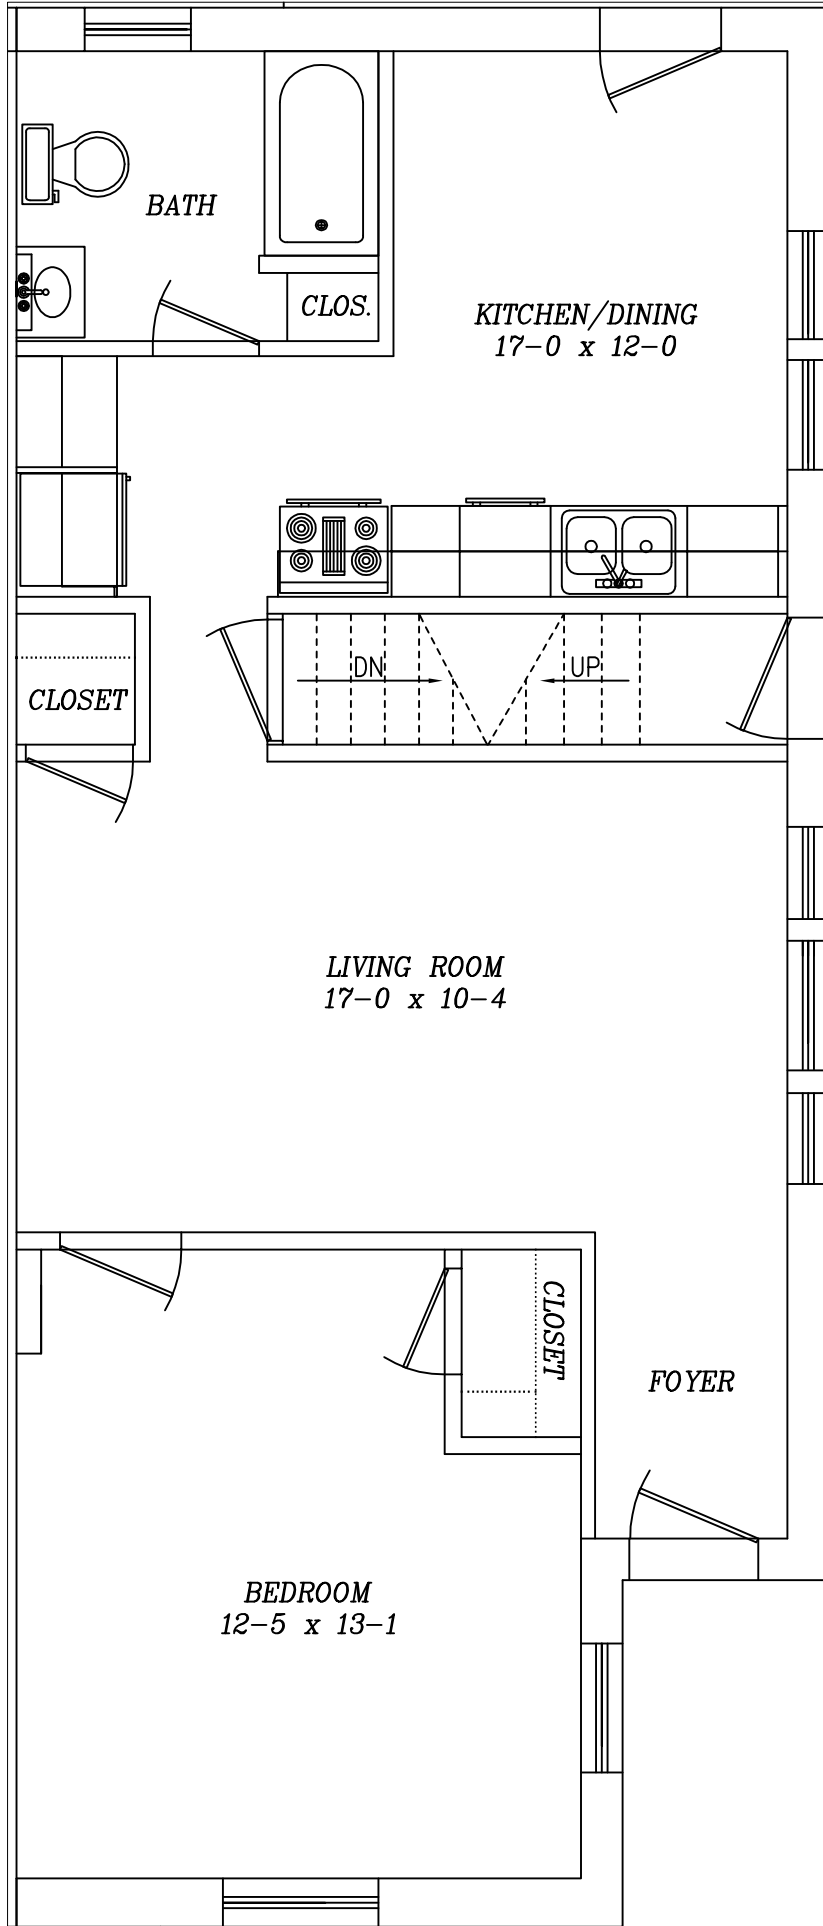 BATH
CLOS.
KITCHEN/DINING
17-0 x 12-0
DN
UP
CLOSET
LIVING ROOM
17-0 x 10-4
CLOSET
FOYER
BEDROOM
12-5 x 13-1